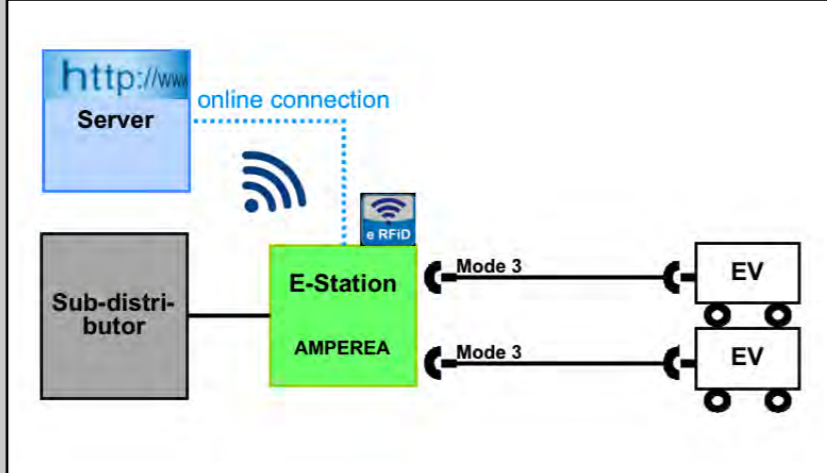 http://www
Server
online connection
e RFiD
E-Station
AMPEREA
Sub-distri-
butor
Mode 3
EV
Mode 3
EV